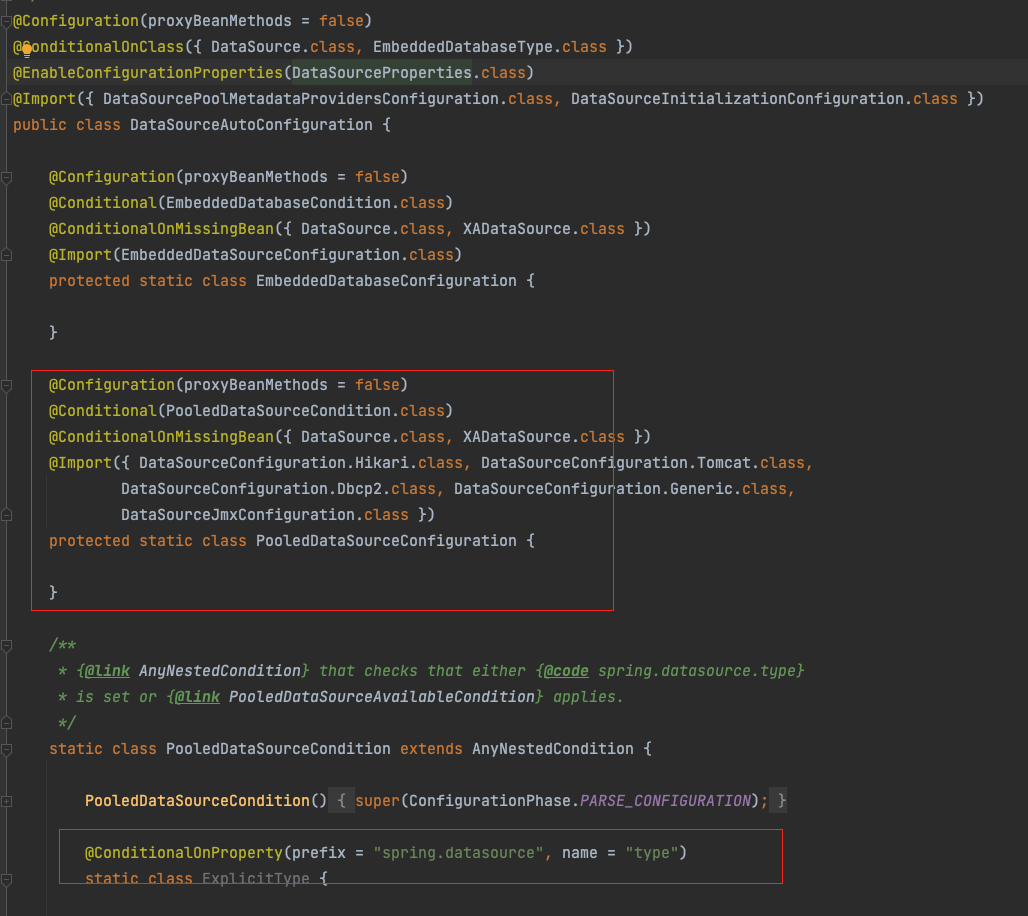 @Configuration(proxyBeanMethods = false)
@ConditionalOnClass({ DataSource.class, EmbeddedDatabaseType.class })
@EnableConfigurationProperties(DataSourceProperties.class)
@Import({ DataSourcePoolMetadataProvidersConfiguration.class, DataSourceInitializationConfiguration.class })
public class DataSourceAutoConfiguration {
@Configuration(proxyBeanMethods = false)
@Conditional(EmbeddedDatabaseCondition.class)
@ConditionalOnMissingBean({ DataSource.class, XADataSource.class })
@Import(EmbeddedDataSourceConfiguration.class)
protected static class EmbeddedDatabaseConfiguration {
}
@Configuration(proxyBeanMethods = false)
@Conditional(PooledDataSourceCondition.class)
@ConditionalOnMissingBean({ DataSource.class, XADataSource.class })
@Import({ DataSourceConfiguration.Hikari.class, DataSourceConfiguration.Tomcat.class,
DataSourceConfiguration.Dbcp2.class, DataSourceConfiguration.Generic.class,
DataSourceJmxConfiguration.class })
protected static class PooledDataSourceConfiguration {
}
/**
* {@link AnyNestedCondition} that checks that either {@code spring.datasource.type}
* is set or {@link PooledDataSourceAvailableCondition} applies.
*/
static class PooledDataSourceCondition extends AnyNestedCondition {
PooledDataSourceCondition() { super(ConfigurationPhase.PARSE_CONFIGURATION); }
@ConditionalOnProperty(prefix = "spring.datasource", name = "type")
static class ExplicitType {